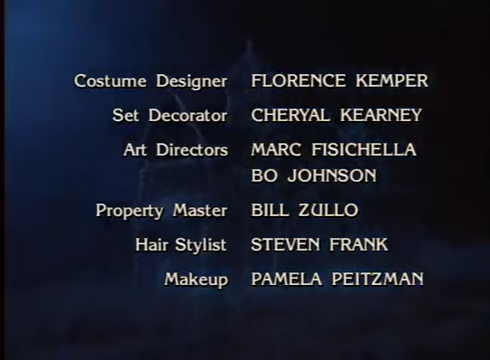 Costume Designer FLORENCE KEMPER
Set Decorator CHERYAL KEARNEY
Art Directors MARC FISICHELLA
BO JOHNSON
Property Master BILL ZULLO
Hair Stylist STEVEN FRANK
Makeup PAMELA PEITZMAN